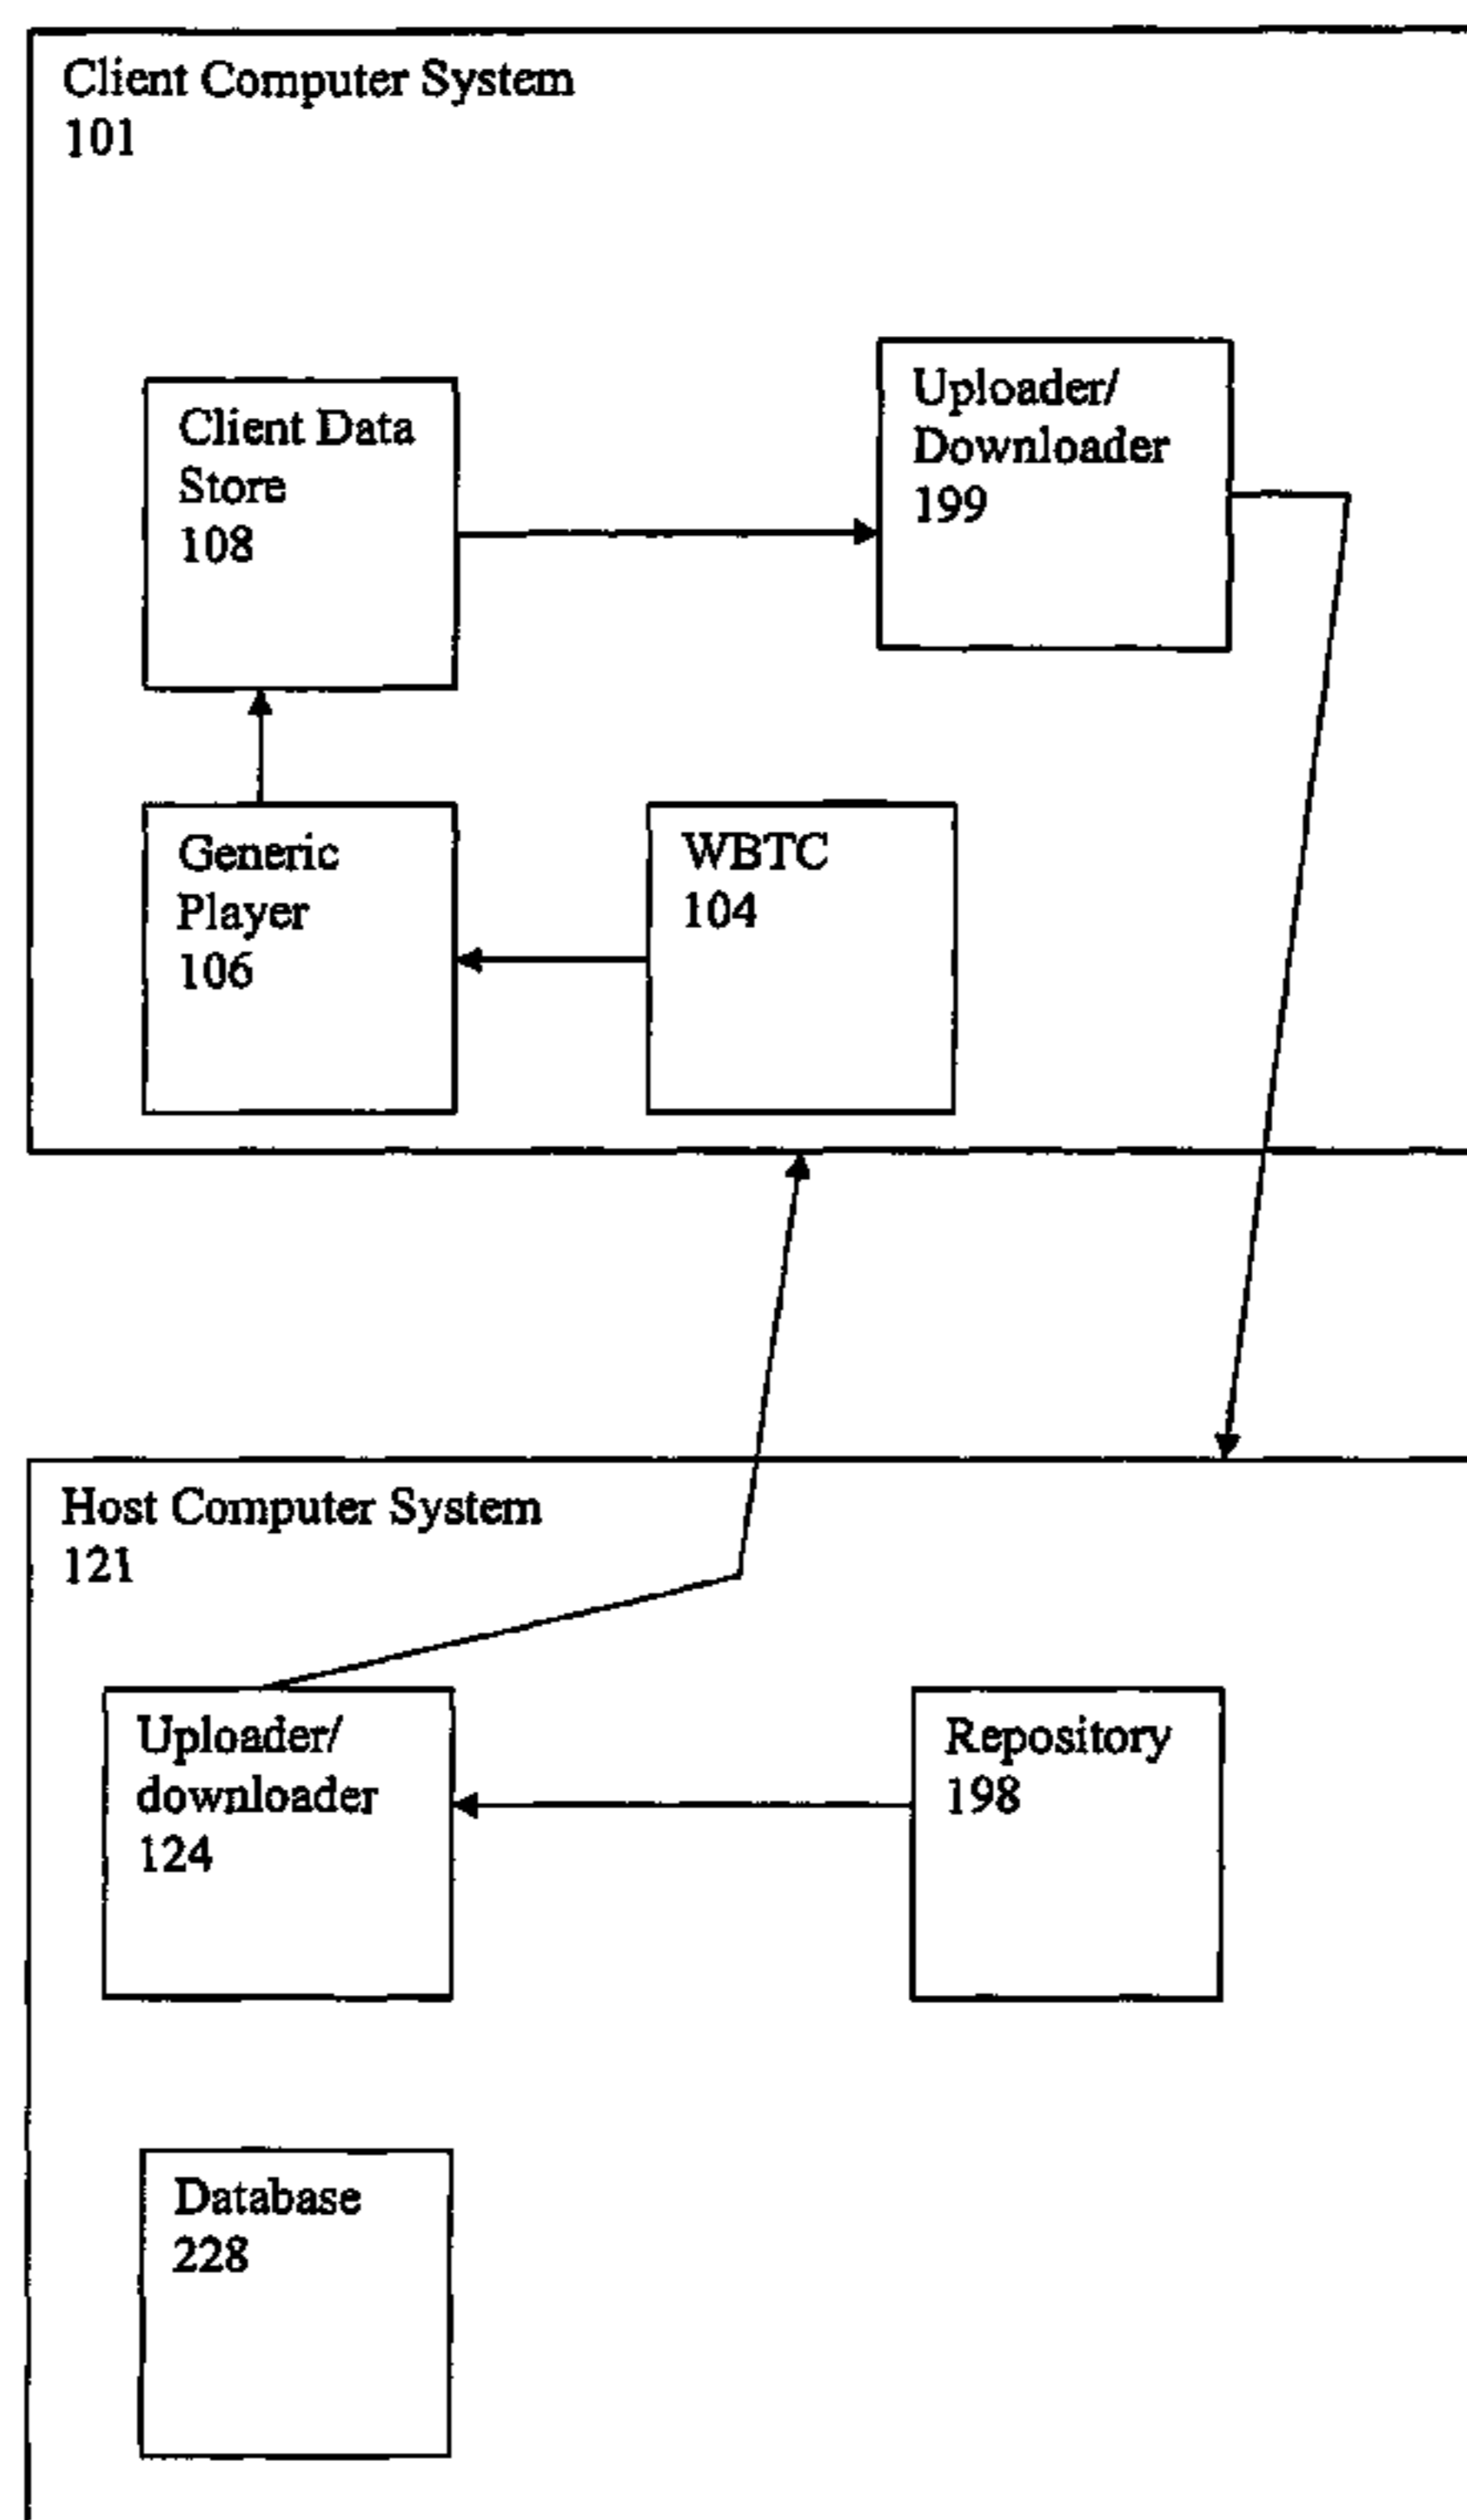 Client Computer System
101
Client Data
Store
108
Uploader/
Downloader
199
Generic
Player
106
WBTC
104
Host Computer System
121
Uploader/
downloader
124
Repository
198
Database
228